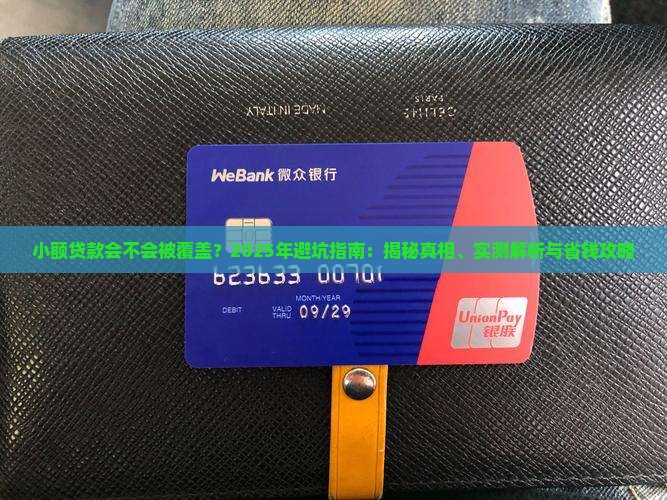 MADE IN ITALY
CELINE
PARIS
WeBank 微众银行
小额贷款会不会被覆盖？2025年避坑指南：揭秘真相、实测解析与省钱攻略
623633 00701
MONTH/YEAR
DEBIT VALID THRU 09/29
UnionPay
银联